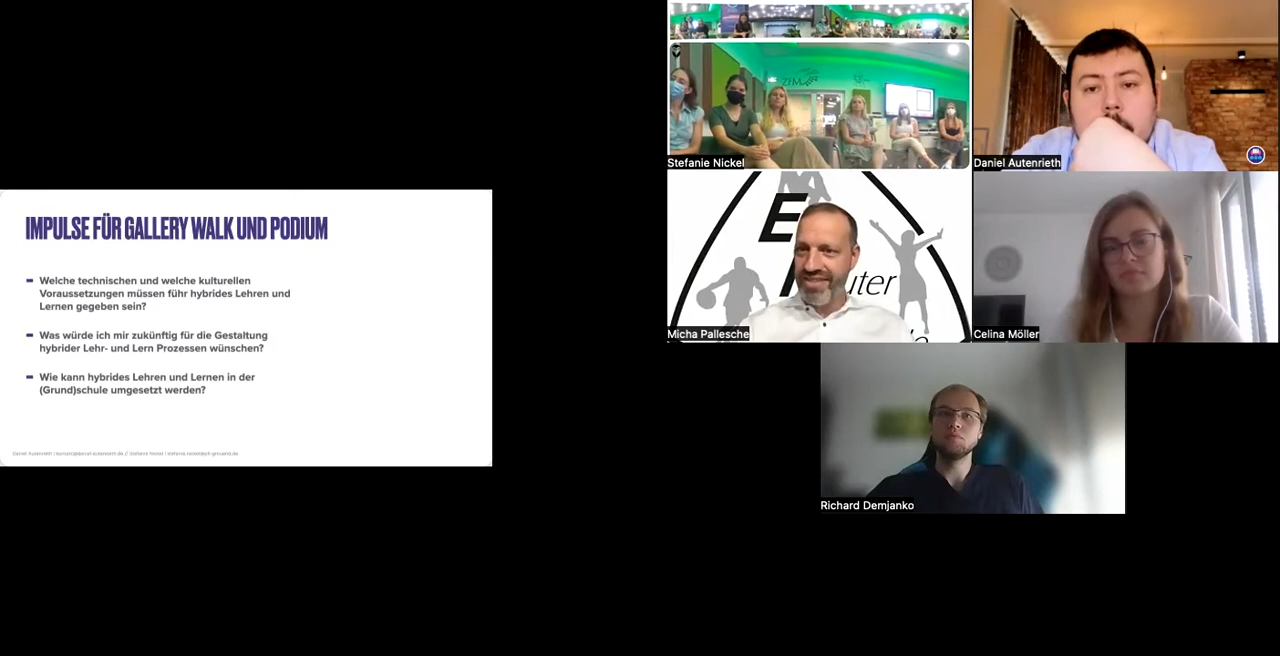 IMPULSE FÜR GALLERY WALK UND PODIUM
Welche technischen und welche kulturellen
Voraussetzungen müssen führ hybrides Lehren und
Lernen gegeben sein?
Was würde ich mir zukünftig für die Gestaltung
hybrider Lehr- und Lern Prozessen wünschen?
Wie kann hybrides Lehren und Lernen in der
(Grund)schule umgesetzt werden?
Stefanie Nickel
Daniel Autenrieth
Micha Pallesche
Celina Möller
Richard Demjanko